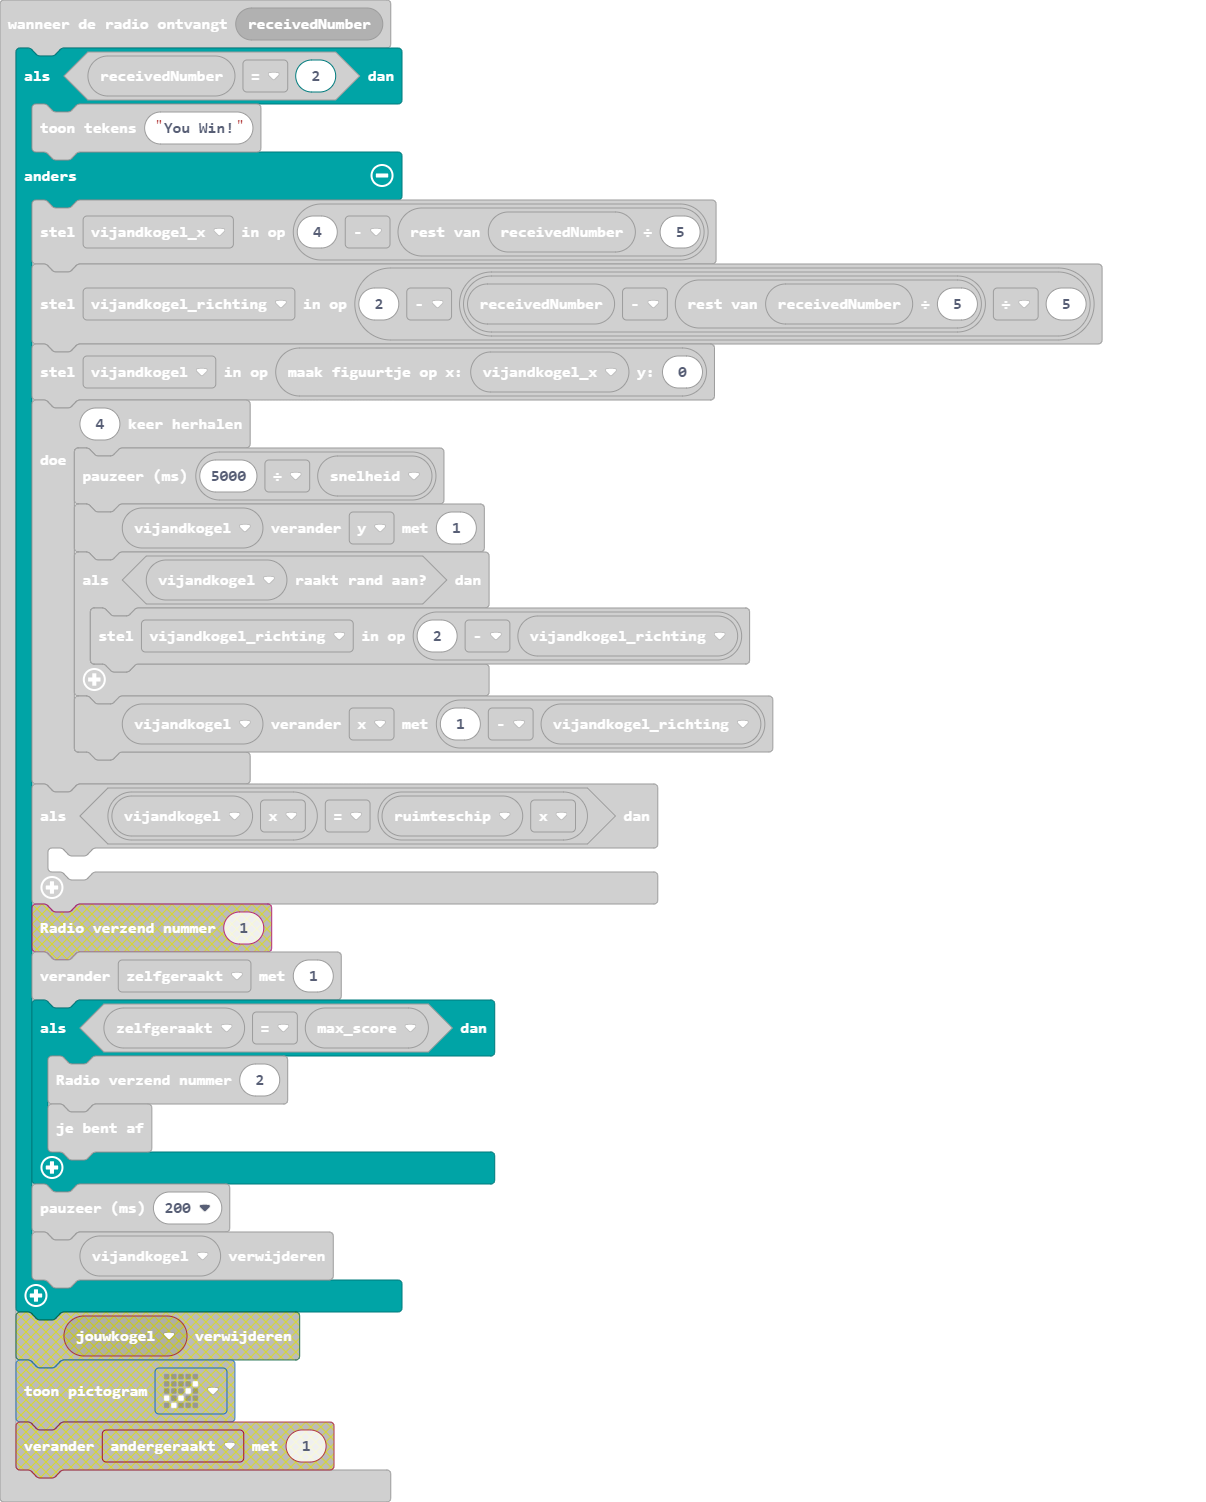 wanneer de radio ontvangt receivedNumber
als receivedNumber = 2 dan
toon tekens "You Win!"
anders
stel vijandkogel_x in op 4 - rest van receivedNumber ÷ 5
stel vijandkogel_richting in op 2 - receivedNumber - rest van receivedNumber ÷ 5 ÷ 5
stel vijandkogel in op maak figuurtje op x: vijandkogel_x y: 0
4 keer herhalen
doe
pauzeer (ms) 5000 ÷ snelheid
vijandkogel verander y met 1
als vijandkogel raakt rand aan? dan
stel vijandkogel_richting in op 2 - vijandkogel_richting
vijandkogel verander x met 1 - vijandkogel_richting
als vijandkogel x = ruimteschip x dan
Radio verzend nummer 1
verander zelfgeraakt met 1
als zelfgeraakt = max_score dan
Radio verzend nummer 2
je bent af
pauzeer (ms) 200
vijandkogel verwijderen
jouwkogel verwijderen
toon pictogram
verander andergeraakt met 1